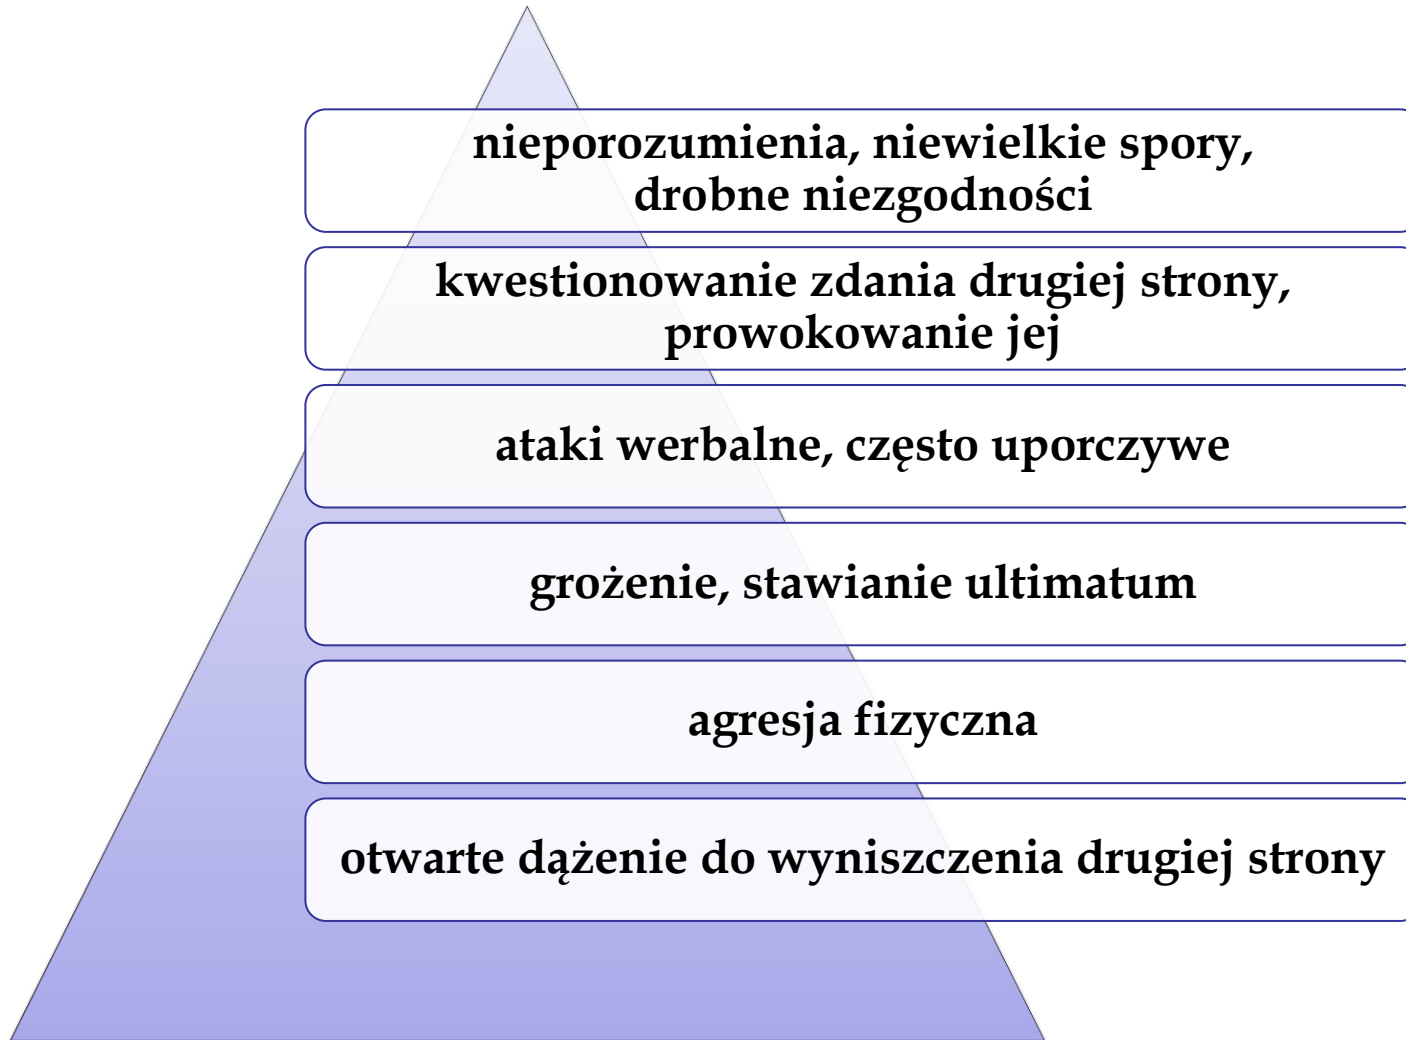 nieporozumienia, niewielkie spory,
drobne niezgodności
kwestionowanie zdania drugiej strony,
prowokowanie jej
ataki werbalne, często uporczywe
grożenie, stawianie ultimatum
agresja fizyczna
otwarte dążenie do wyniszczenia drugiej strony